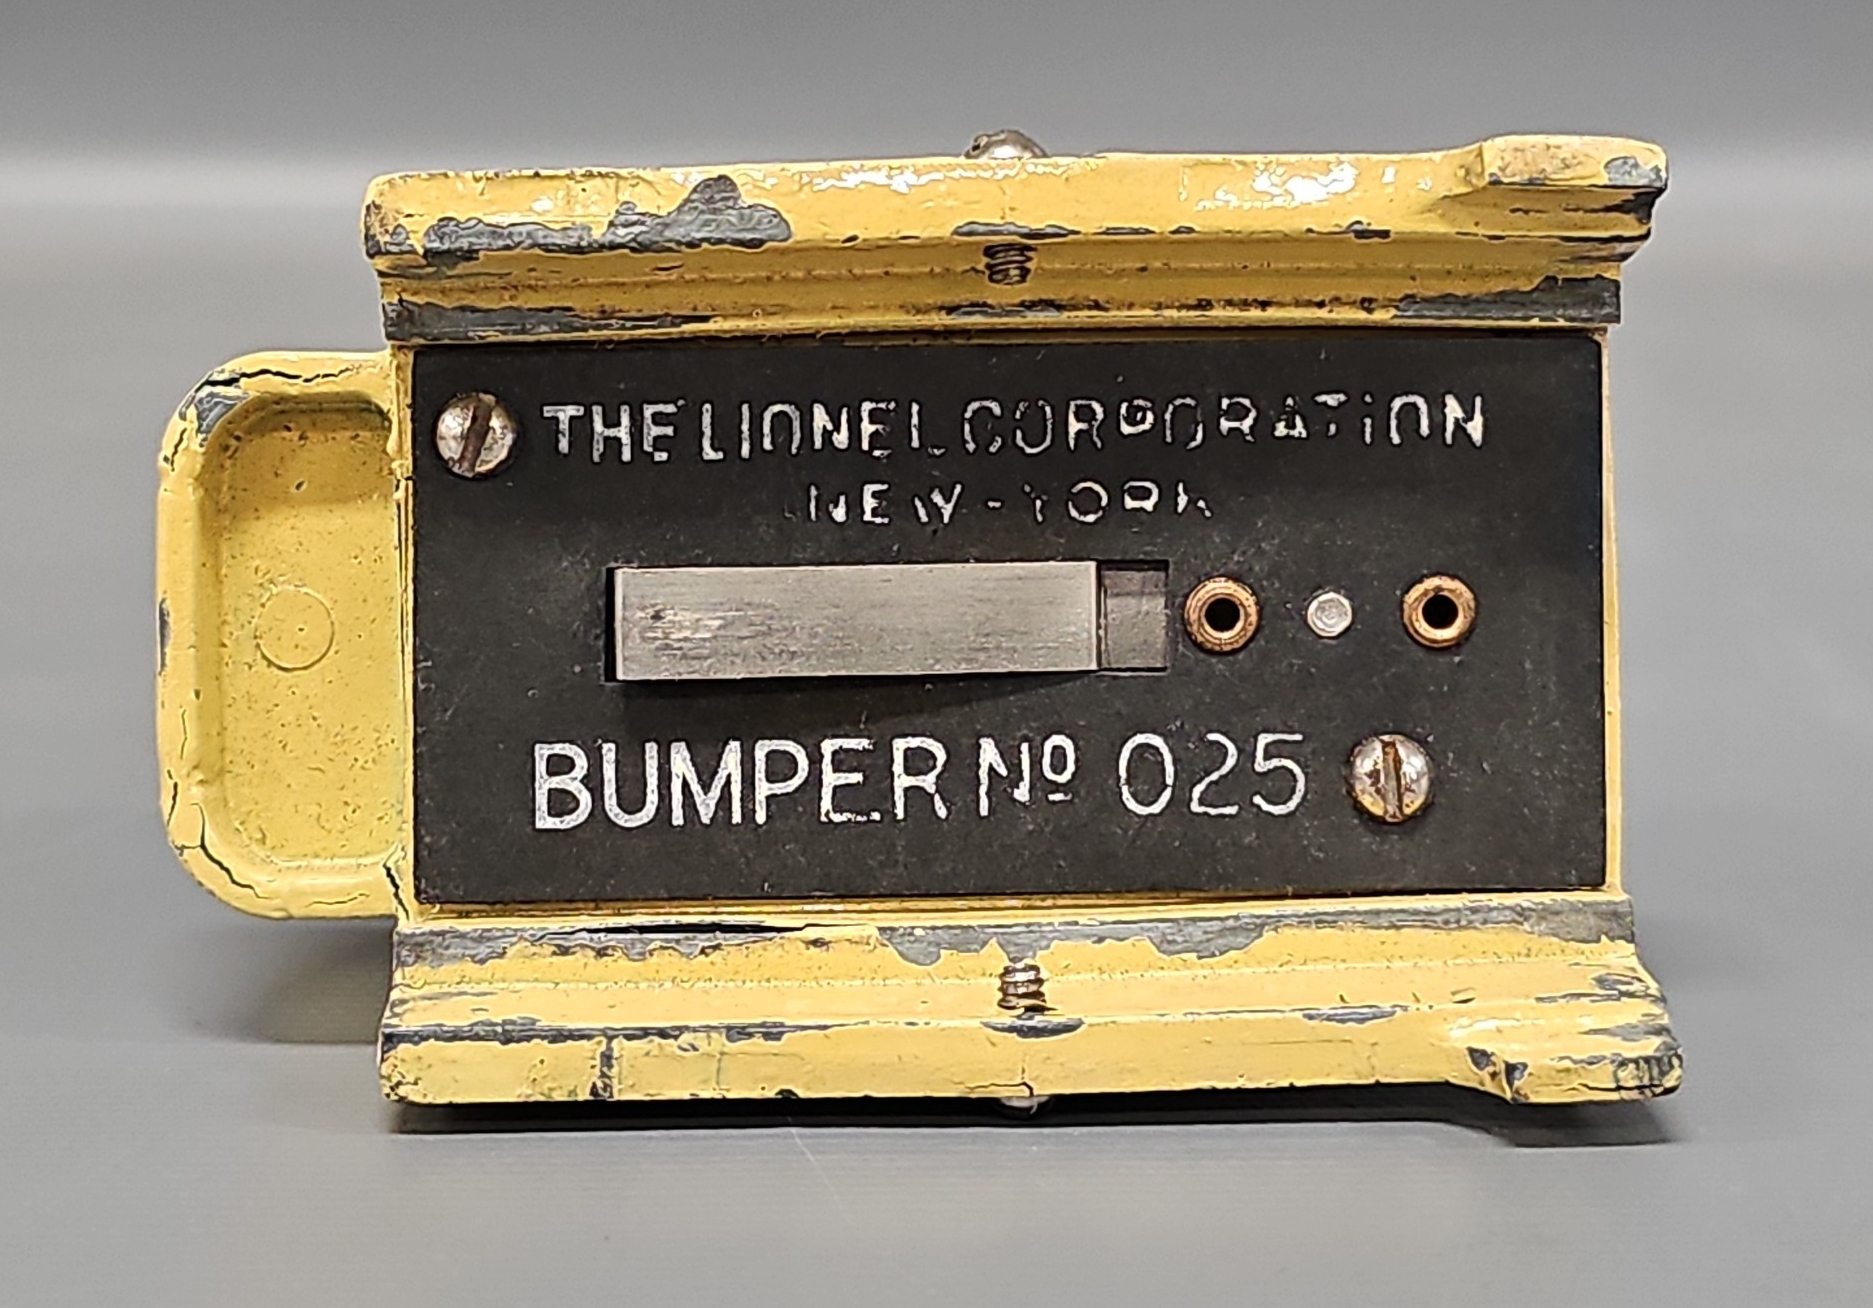 THE LIONEL CORPORATION
NEW-YORK
BUMPER Nº 025